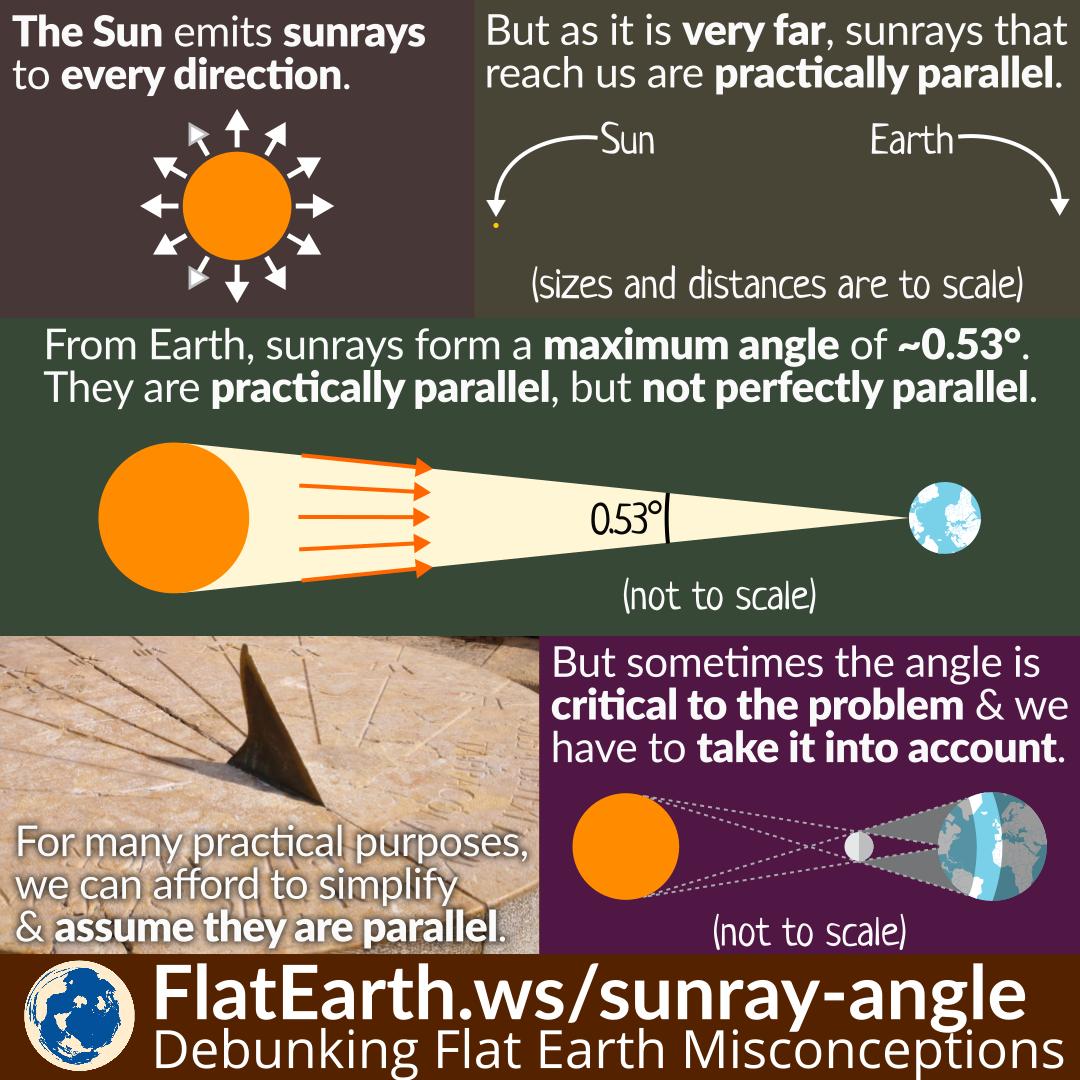 The Sun emits sunrays
to every direction.
But as it is very far, sunrays that
reach us are practically parallel.
Sun
Earth
(sizes and distances are to scale)
From Earth, sunrays form a maximum angle of ~0.53°.
They are practically parallel, but not perfectly parallel.
0.53°
(not to scale)
For many practical purposes,
we can afford to simplify
& assume they are parallel.
But sometimes the angle is
critical to the problem & we
have to take it into account.
(not to scale)
FlatEarth.ws/sunray-angle
Debunking Flat Earth Misconceptions